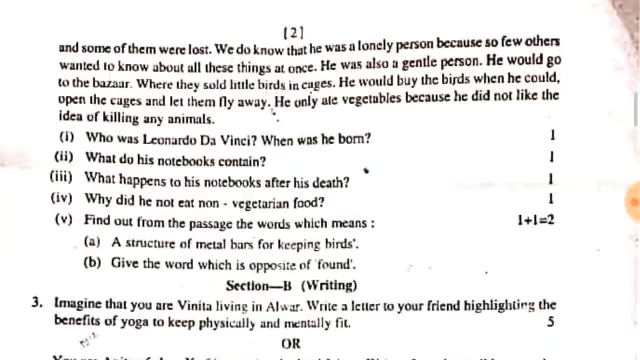 [2]
and some of them were lost. We do know that he was a lonely person because so few others
wanted to know about all these things at once. He was also a gentle person. He would go
to the bazaar. Where they sold little birds in cages. He would buy the birds when he could,
open the cages and let them fly away. He only ate vegetables because he did not like the
idea of killing any animals.
(i) Who was Leonardo Da Vinci? When was he born? 1
(ii) What do his notebooks contain? 1
(iii) What happens to his notebooks after his death? 1
(iv) Why did he not eat non - vegetarian food? 1
(v) Find out from the passage the words which means : 1+1=2
(a) A structure of metal bars for keeping birds'.
(b) Give the word which is opposite of 'found'.
Section—B (Writing)
3. Imagine that you are Vinita living in Alwar. Write a letter to your friend highlighting the
benefits of yoga to keep physically and mentally fit. 5
OR